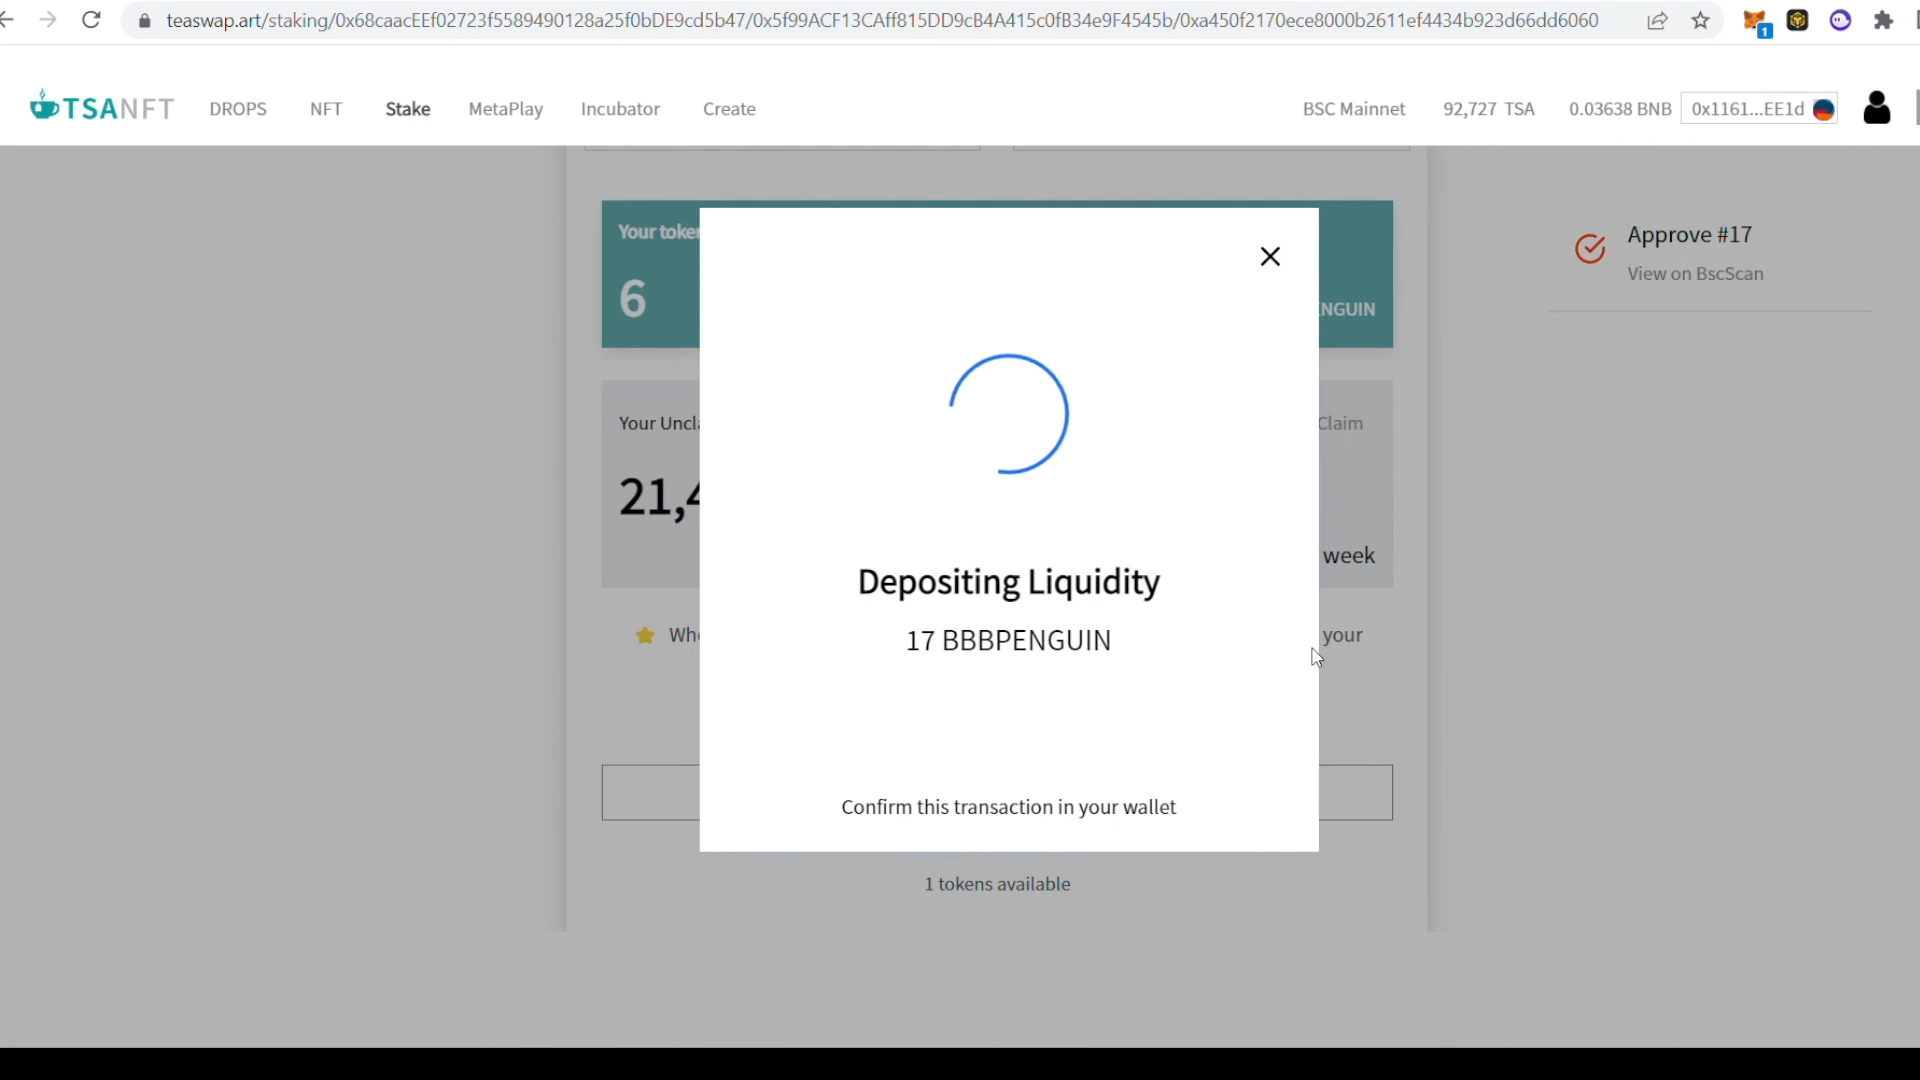 teaswap.art/staking/0x68caacEEf02723f5589490128a25f0bDE9cd5b47/0x5f99ACF13CAff815DD9cB4A415c0fB34e9F4545b/0xa450f2170ece8000b2611ef4434b923d66dd6060
1
TSANFT DROPS NFT Stake MetaPlay Incubator Create BSC Mainnet 92,727 TSA 0.03638 BNB 0x1161...EE1d
Your token
6
NGUIN
Approve #17
View on BscScan
Your Uncl
Claim
21,4
week
Depositing Liquidity
Wh
your
17 BBBPENGUIN
Confirm this transaction in your wallet
1 tokens available